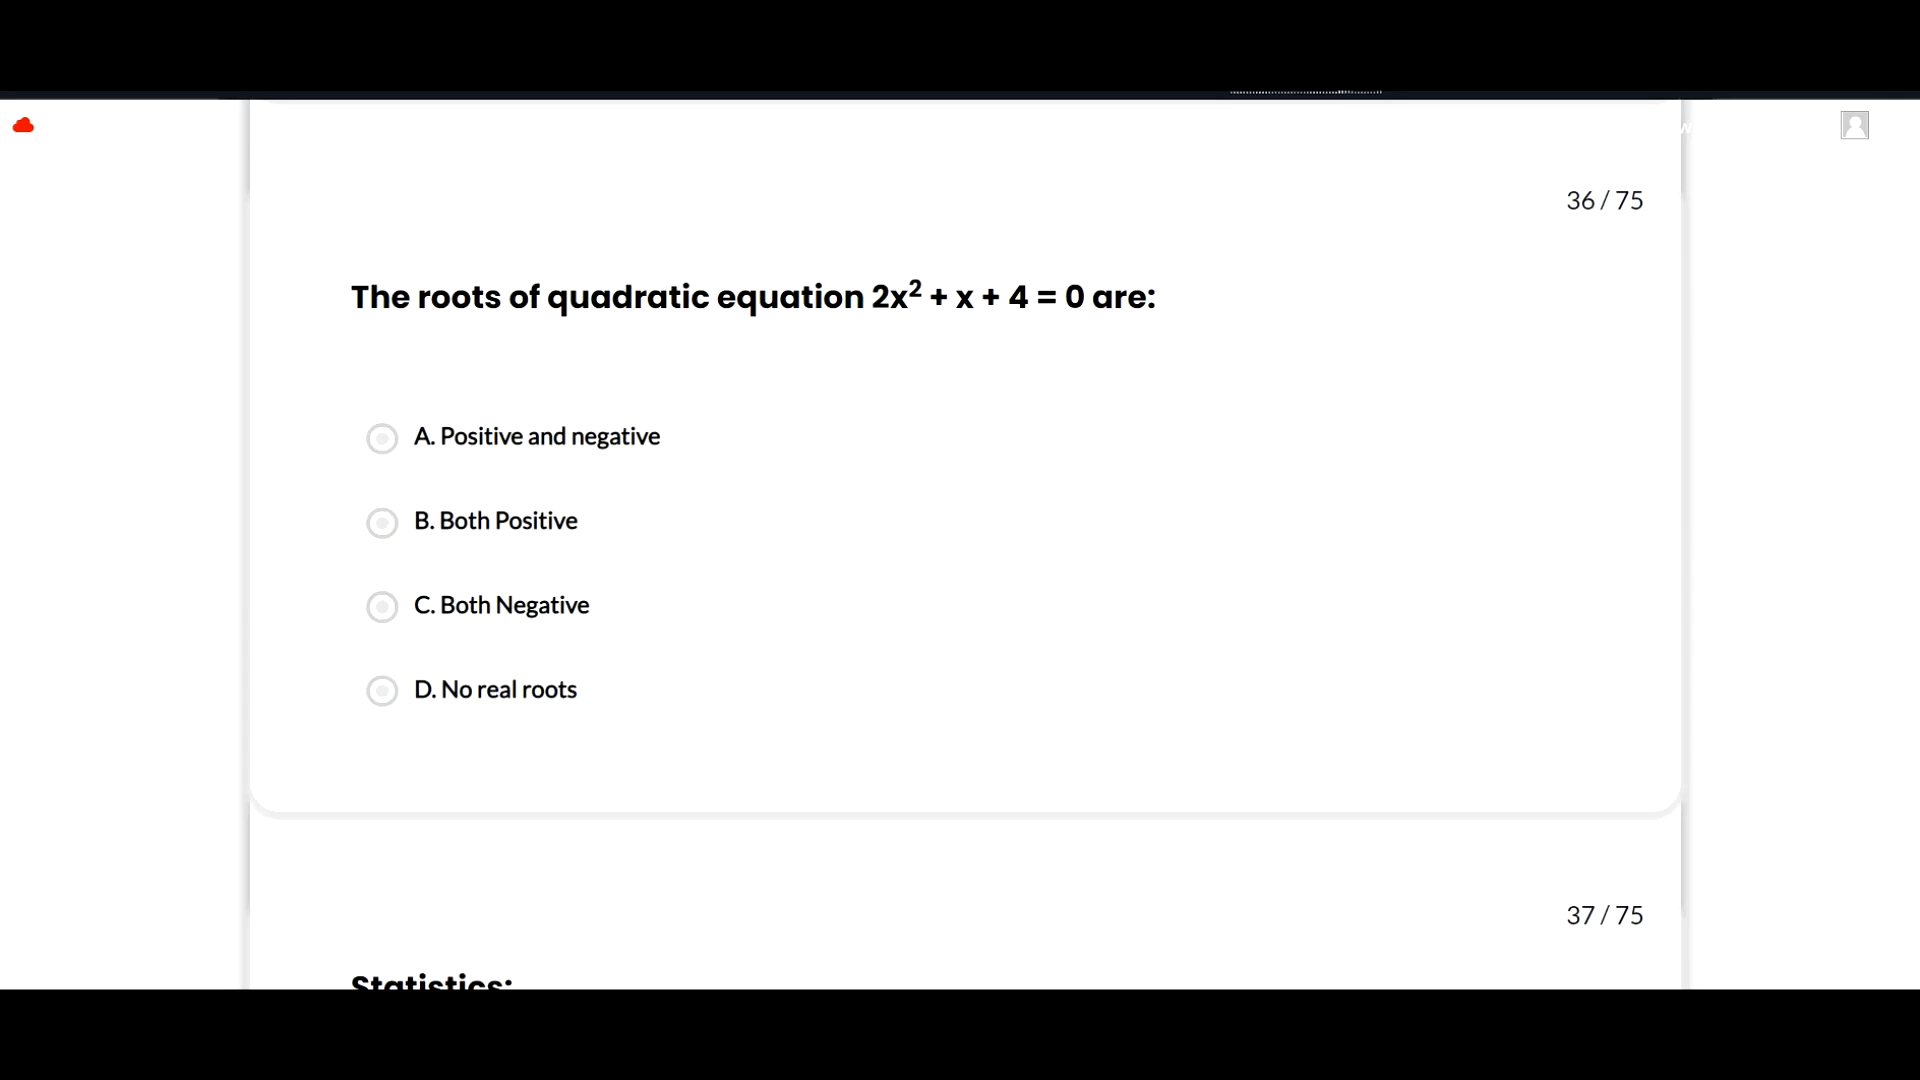 36 / 75
The roots of quadratic equation 2x² + x + 4 = 0 are:
A. Positive and negative
B. Both Positive
C. Both Negative
D. No real roots
37 / 75
Statistics: